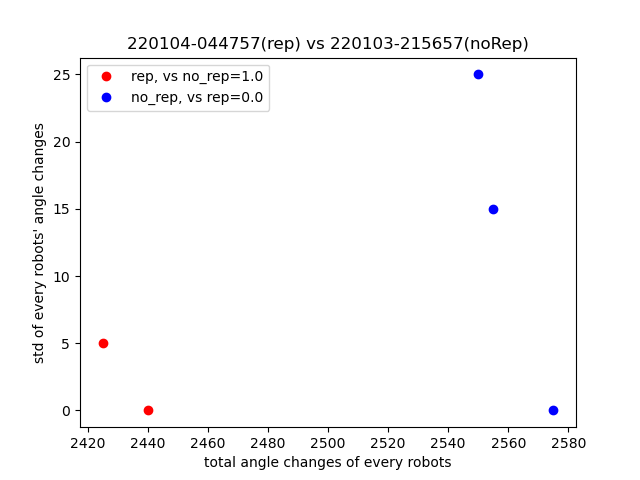 220104-044757(rep) vs 220103-215657(noRep)
rep, vs no_rep=1.0
no_rep, vs rep=0.0
std of every robots' angle changes
25
20
15
10
5
0
2420 2440 2460 2480 2500 2520 2540 2560 2580
total angle changes of every robots